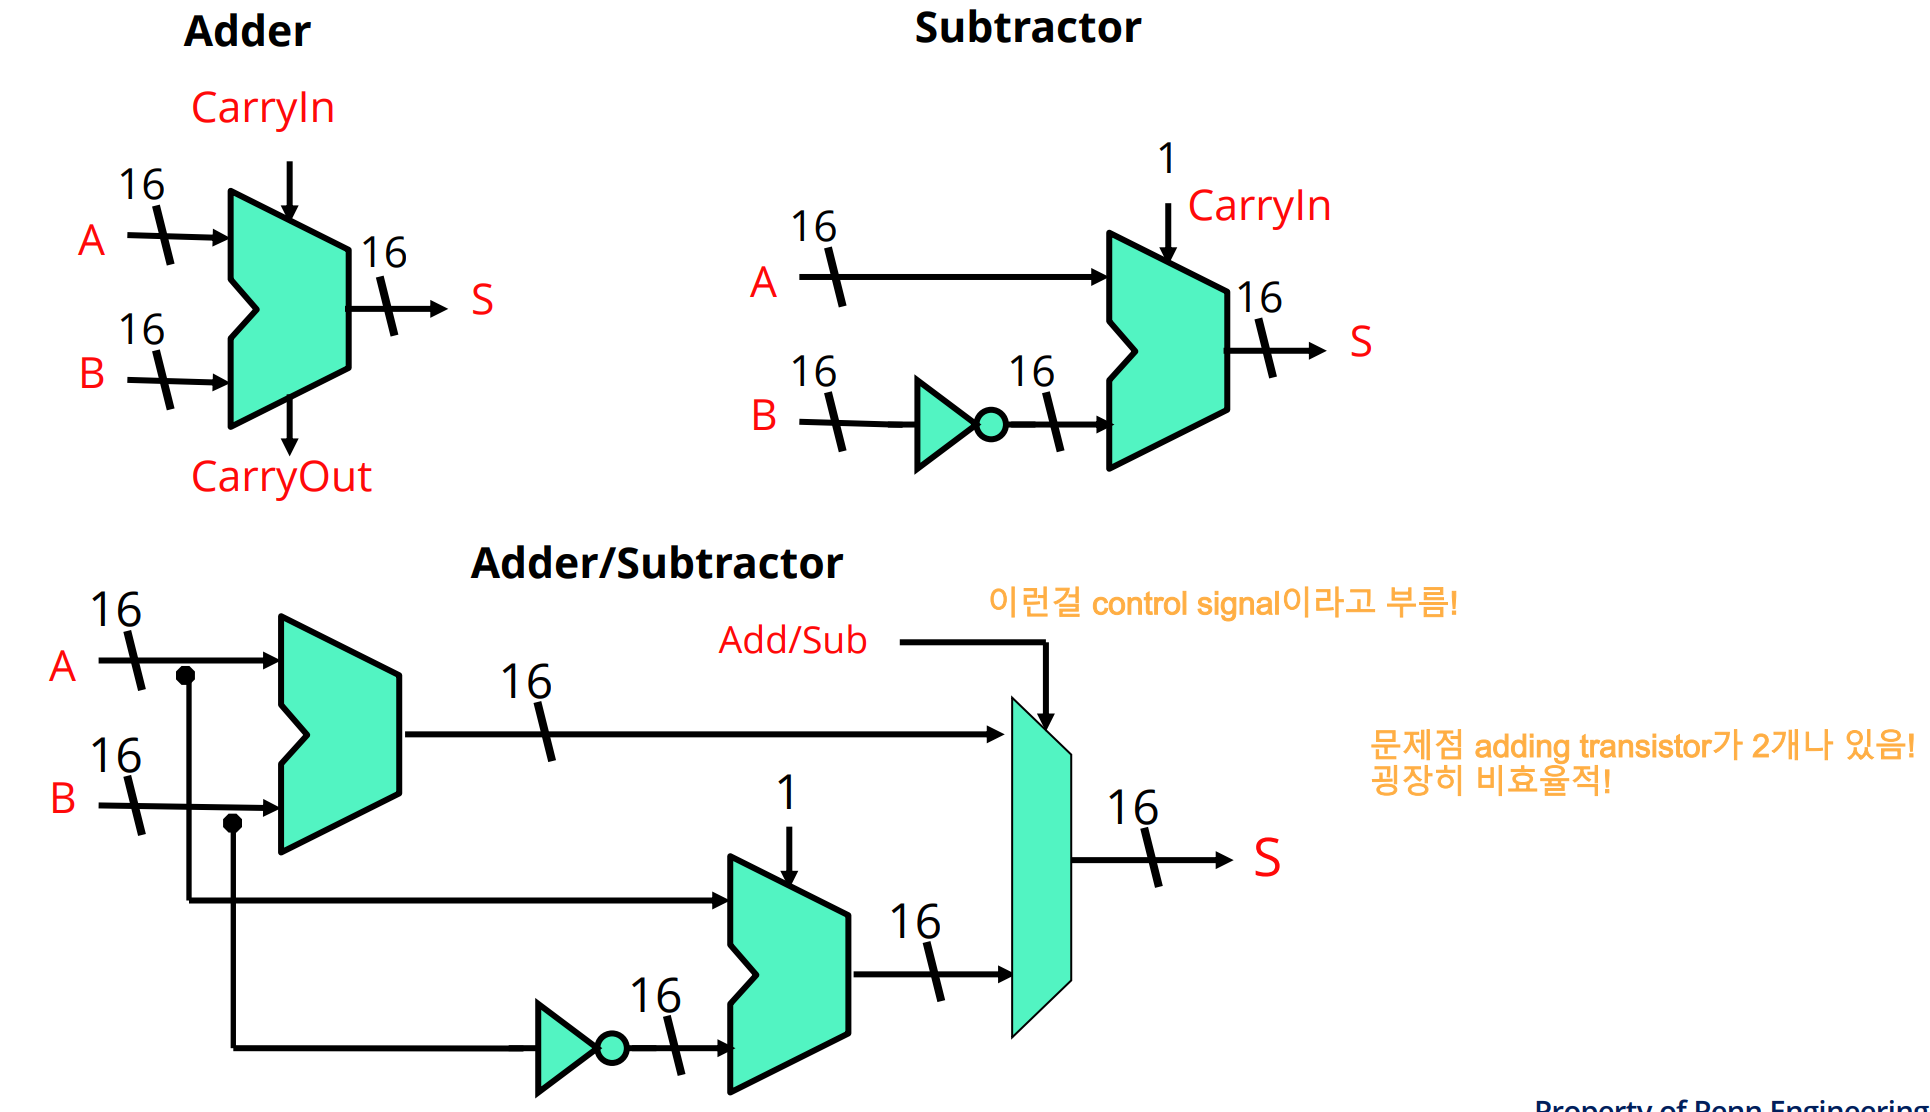 Adder
Subtractor
CarryIn
1
16
CarryIn
16
A
16
A
16
S
16
S
16
16
16
B
B
CarryOut
Adder/Subtractor
이런걸 control signal이라고 부름!
16
Add/Sub
A
16
문제점 adding transistor가 2개나 있음!
굉장히 비효율적!
16
1
B
16
S
16
16
Property of Penn Engineering